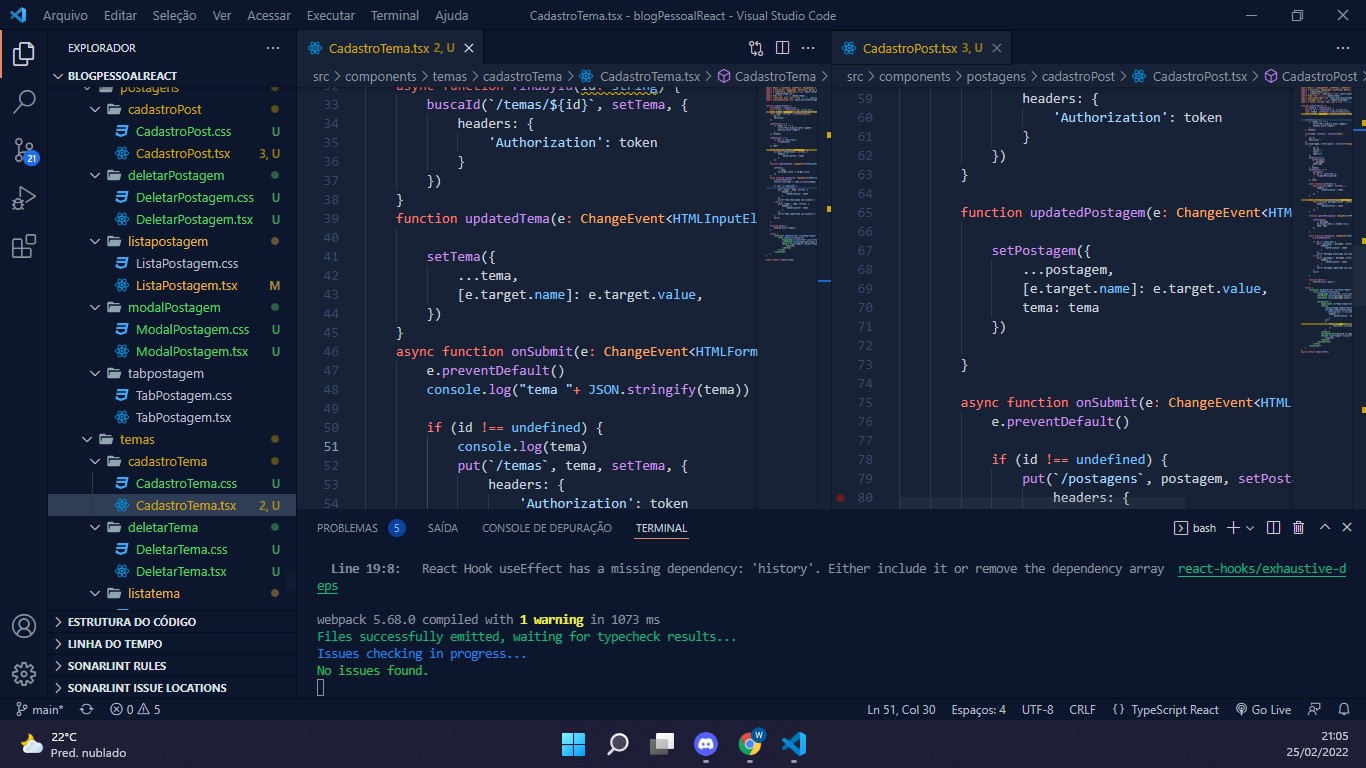 Arquivo Editar Seleção Ver Acessar Executar Terminal Ajuda CadastroTema.tsx - blogPessoalReact - Visual Studio Code
EXPLORADOR
BLOGPESSOALREACT
postagens
cadastroPost
CadastroPost.css U
CadastroPost.tsx 3, U
deletarPostagem
DeletarPostagem.css U
DeletarPostagem.tsx U
listapostagem
ListaPostagem.css
ListaPostagem.tsx M
modalPostagem
ModalPostagem.css U
ModalPostagem.tsx U
tabpostagem
TabPostagem.css
TabPostagem.tsx
temas
cadastroTema
CadastroTema.css U
CadastroTema.tsx 2, U
deletarTema
DeletarTema.css U
DeletarTema.tsx U
listatema
ESTRUTURA DO CÓDIGO
LINHA DO TEMPO
SONARLINT RULES
SONARLINT ISSUE LOCATIONS
21
CadastroTema.tsx 2, U
src > components > temas > cadastroTema > CadastroTema.tsx > CadastroTema >
32 async function findById(id: string) {
33 buscaId(`/temas/${id}`, setTema, {
34 headers: {
35 'Authorization': token
36 }
37 })
38 }
39 function updatedTema(e: ChangeEvent<HTMLInputEl
40
41 setTema({
42 ...tema,
43 [e.target.name]: e.target.value,
44 })
45 }
46 async function onSubmit(e: ChangeEvent<HTMLForm
47 e.preventDefault()
48 console.log("tema "+ JSON.stringify(tema))
49
50 if (id !== undefined) {
51 console.log(tema)
52 put(`/temas`, tema, setTema, {
53 headers: {
54 'Authorization': token
CadastroPost.tsx 3, U
src > components > postagens > cadastroPost > CadastroPost.tsx > CadastroPost
59 headers: {
60 'Authorization': token
61 }
62 })
63 }
64
65 function updatedPostagem(e: ChangeEvent<HTM
66
67 setPostagem({
68 ...postagem,
69 [e.target.name]: e.target.value,
70 tema: tema
71 })
72
73 }
74
75 async function onSubmit(e: ChangeEvent<HTML
76 e.preventDefault()
77
78 if (id !== undefined) {
79 put(`/postagens`, postagem, setPost
80 headers: {
PROBLEMAS 5 SAÍDA CONSOLE DE DEPURAÇÃO TERMINAL bash
Line 19:8: React Hook useEffect has a missing dependency: 'history'. Either include it or remove the dependency array react-hooks/exhaustive-d
eps
webpack 5.68.0 compiled with 1 warning in 1073 ms
Files successfully emitted, waiting for typecheck results...
Issues checking in progress...
No issues found.
main* 0 5 Ln 51, Col 30 Espaços: 4 UTF-8 CRLF {} TypeScript React Go Live
22°C
Pred. nublado
W
21:05
25/02/2022